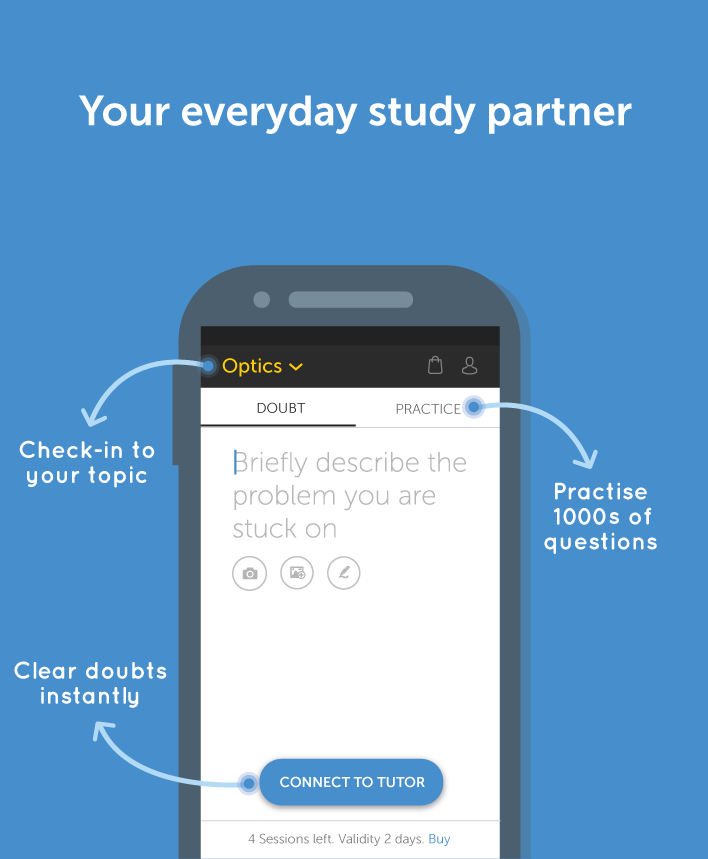 Your everyday study partner
Optics
DOUBT
PRACTICE
Check-in to
your topic
Briefly describe the
problem you are
stuck on
Practise
1000s of
questions
Clear doubts
instantly
CONNECT TO TUTOR
4 Sessions left. Validity 2 days. Buy